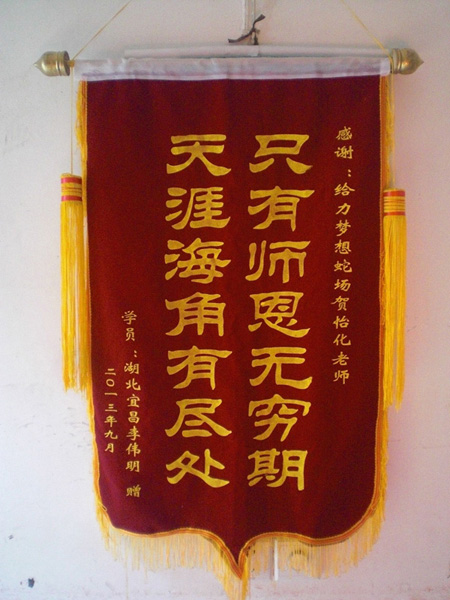 感谢：给力梦想蛇场贺怡化老师
只有师恩无穷期
天涯海角有尽处
学员：湖北宜昌李伟明 赠
二〇一三年九月